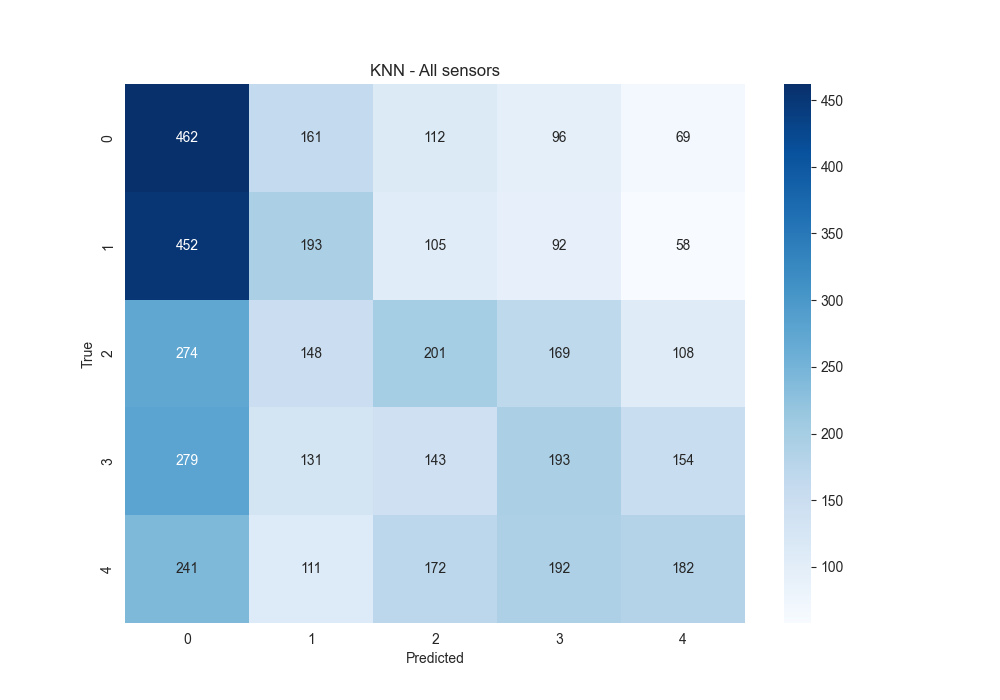 KNN - All sensors
0 462 161 112 96 69
1 452 193 105 92 58
2 274 148 201 169 108
3 279 131 143 193 154
4 241 111 172 192 182
True
0 1 2 3 4
Predicted
450
400
350
300
250
200
150
100